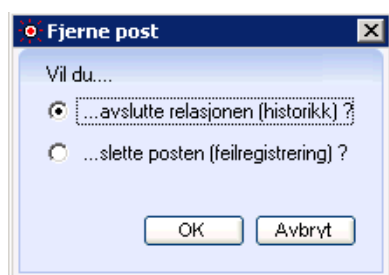 Fjerne post
Vil du....
...avslutte relasjonen (historikk) ?
...slette posten (feilregistrering) ?
OK Avbryt